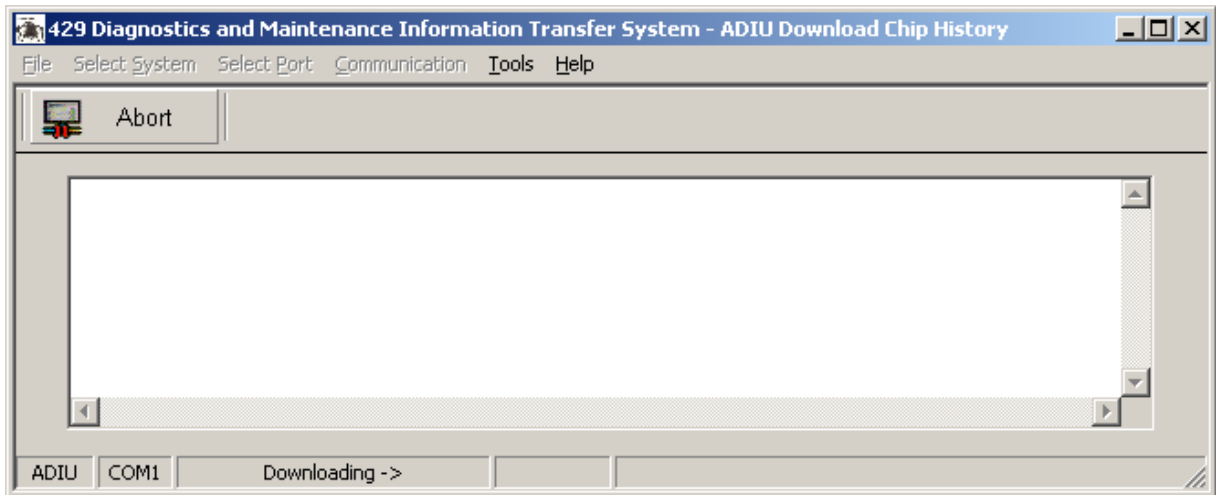 429 Diagnostics and Maintenance Information Transfer System - ADIU Download Chip History
File Select System Select Port Communication Tools Help
Abort
ADIU COM1 Downloading ->